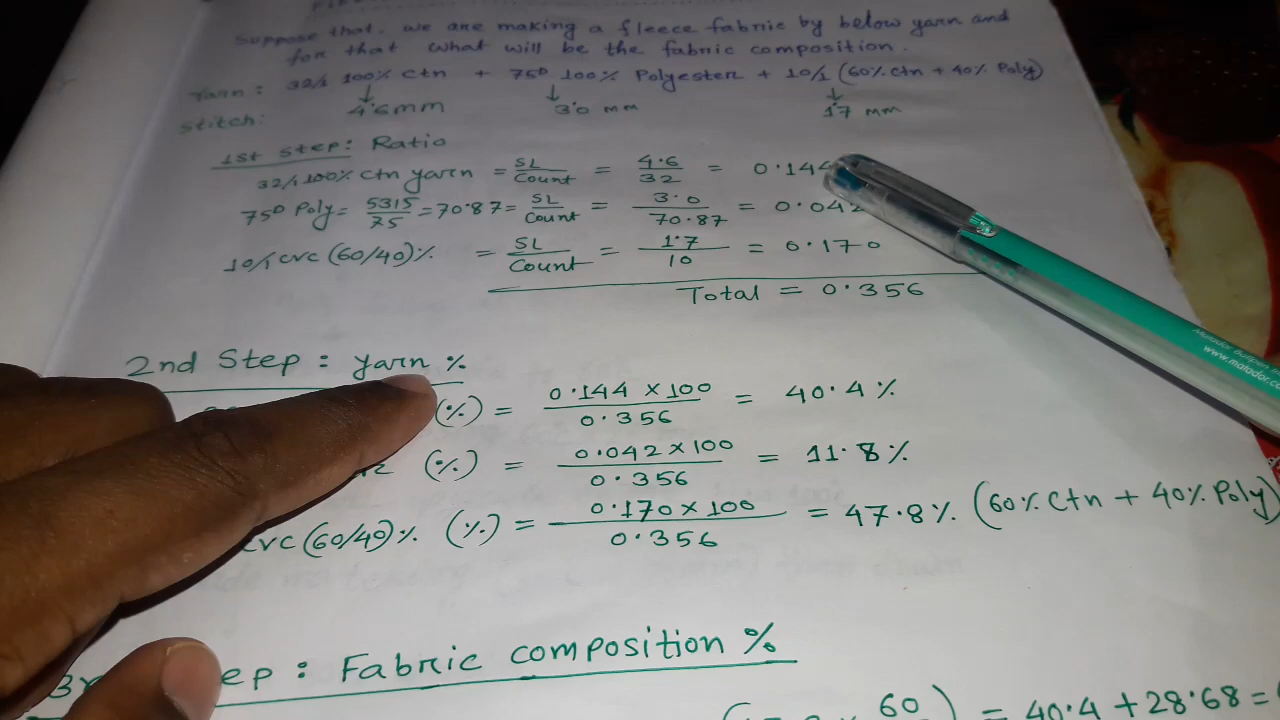 Suppose that, we are making a fleece fabric by below yarn and
for that what will be the fabric composition.
Yarn: 32/1 100% Ctn + 75D 100% Polyester + 10/1 (60% Ctn + 40% Poly)
↓ ↓ ↓
Stitch: 4.6mm 3.0 mm 1.7 mm
1st Step: Ratio
32/1 100% Ctn yarn = SL/Count = 4.6/32 = 0.144
75D Poly = 5315/75 = 70.87 = SL/Count = 3.0/70.87 = 0.042
10/1 CVC (60/40)% = SL/Count = 1.7/10 = 0.170
Total = 0.356
2nd Step: Yarn %
(%) = 0.144 x 100/0.356 = 40.4%
(%) = 0.042 x 100/0.356 = 11.8%
CVC (60/40)% (%) = 0.170 x 100/0.356 = 47.8% (60% Ctn + 40% Poly)
Step: Fabric composition %
60) = 40.4 + 28.68 =
Matador
www.matador.co